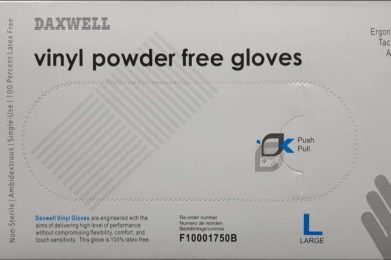 DAXWELL
vinyl powder free gloves
Ergon
Tac
A
Non-Sterile | Ambidextrous | Single-Use | 100 Percent Latex Free
Push
Pull
Daxwell Vinyl Gloves are engineered with the
aims of delivering high level of performance
without compromising flexibility, comfort, and
touch sensitivity. This glove is 100% latex-free.
Re-order number
Numero de reorden
Bestellnummer
F10001750B
L
LARGE